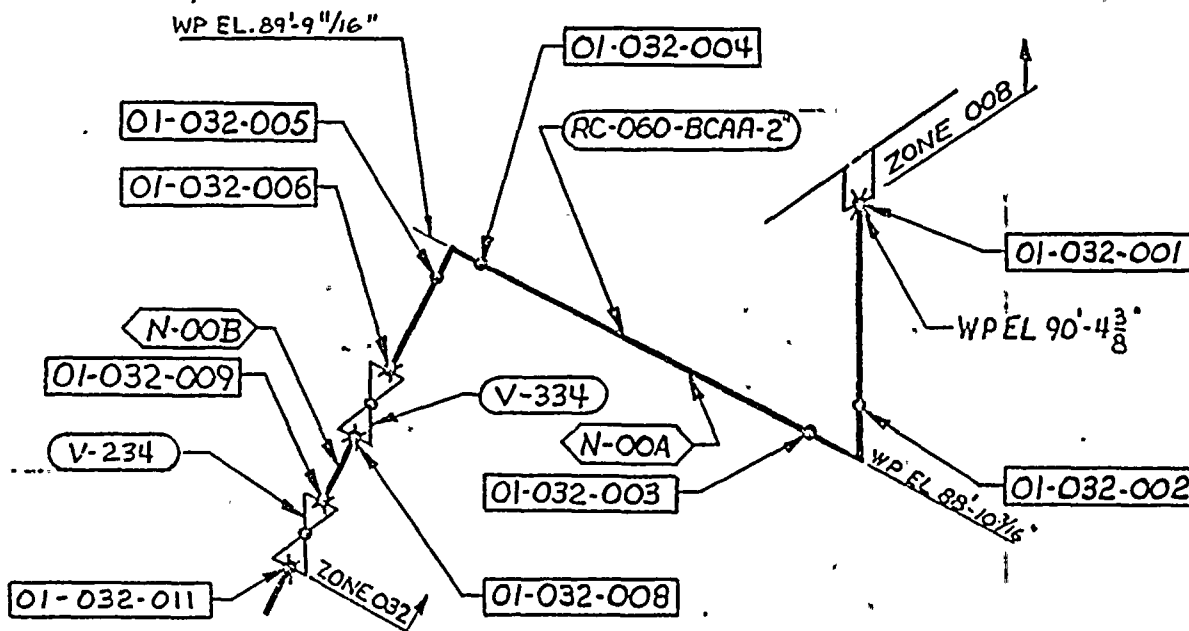 WP EL. 89'-9 11/16"
01-032-004
01-032-005
RC-060-BCAA-2"
ZONE 008
01-032-006
01-032-001
N-00B
WP EL 90'-4 3/8"
01-032-009
V-334
V-234
N-00A
01-032-003
WP EL 88'-10 3/16"
01-032-002
ZONE 032
01-032-011
01-032-008